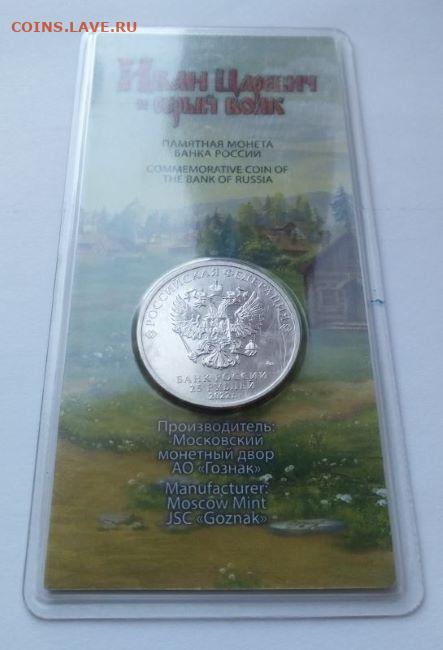 COINS.LAVE.RU
Иван Царевич
и серый волк
ПАМЯТНАЯ МОНЕТА
БАНКА РОССИИ
COMMEMORATIVE COIN OF
THE BANK OF RUSSIA
РОССИЙСКАЯ ФЕДЕРАЦИЯ
БАНК РОССИИ
25 РУБЛЕЙ
2022г.
Производитель:
Московский
монетный двор
АО «Гознак»
Manufacturer:
Moscow Mint
JSC «Goznak»